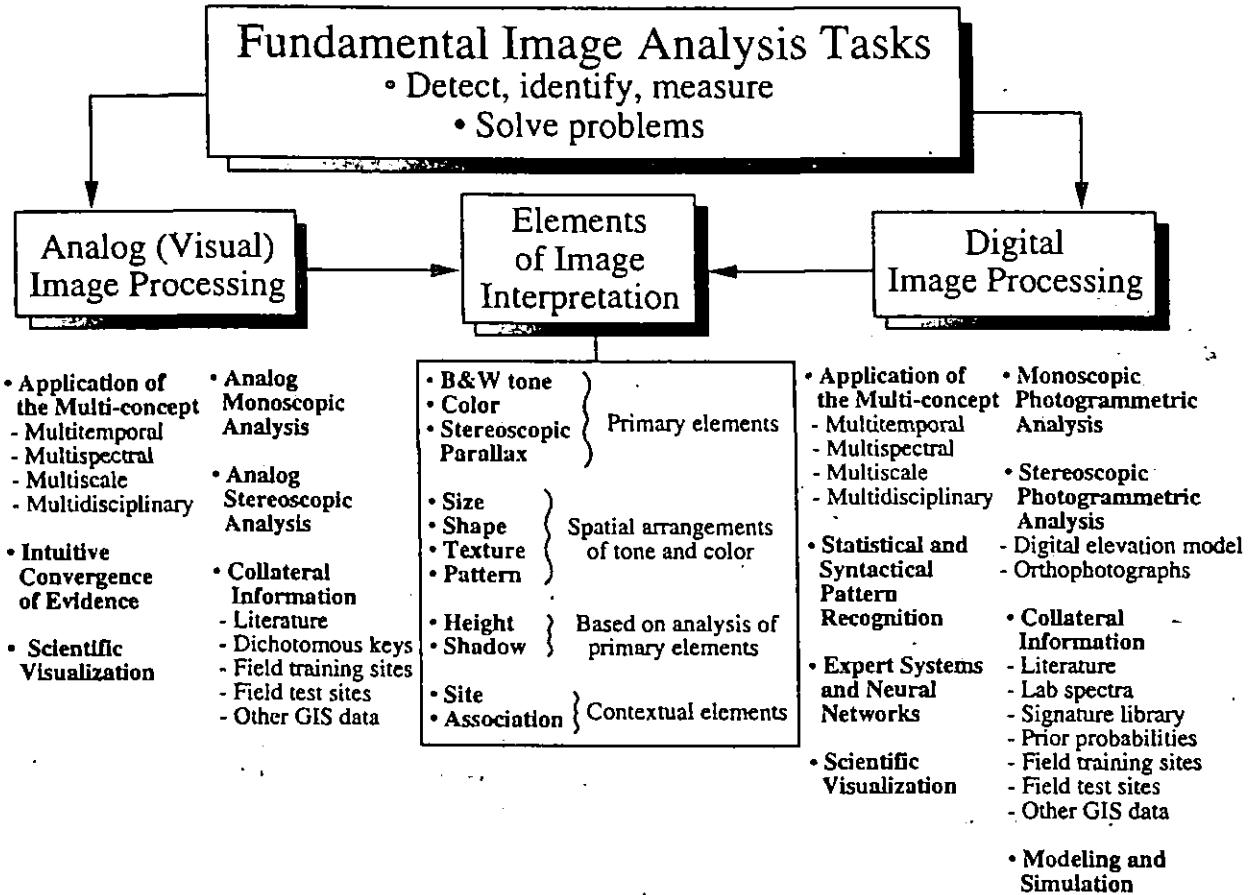 Fundamental Image Analysis Tasks
• Detect, identify, measure
• Solve problems
Analog (Visual)
Image Processing
Elements
of Image
Interpretation
Digital
Image Processing
• Application of
the Multi-concept
- Multitemporal
- Multispectral
- Multiscale
- Multidisciplinary
• Intuitive
Convergence
of Evidence
• Scientific
Visualization
• Analog
Monoscopic
Analysis
• Analog
Stereoscopic
Analysis
• Collateral
Information
- Literature
- Dichotomous keys
- Field training sites
- Field test sites
- Other GIS data
• B&W tone
• Color
• Stereoscopic
Parallax
Primary elements
• Size
• Shape
• Texture
• Pattern
Spatial arrangements
of tone and color
• Height
• Shadow
Based on analysis of
primary elements
• Site
• Association
Contextual elements
• Application of
the Multi-concept
- Multitemporal
- Multispectral
- Multiscale
- Multidisciplinary
• Statistical and
Syntactical
Pattern
Recognition
• Expert Systems
and Neural
Networks
• Scientific
Visualization
• Monoscopic
Photogrammetric
Analysis
• Stereoscopic
Photogrammetric
Analysis
- Digital elevation model
- Orthophotographs
• Collateral
Information
- Literature
- Lab spectra
- Signature library
- Prior probabilities
- Field training sites
- Field test sites
- Other GIS data
• Modeling and
Simulation